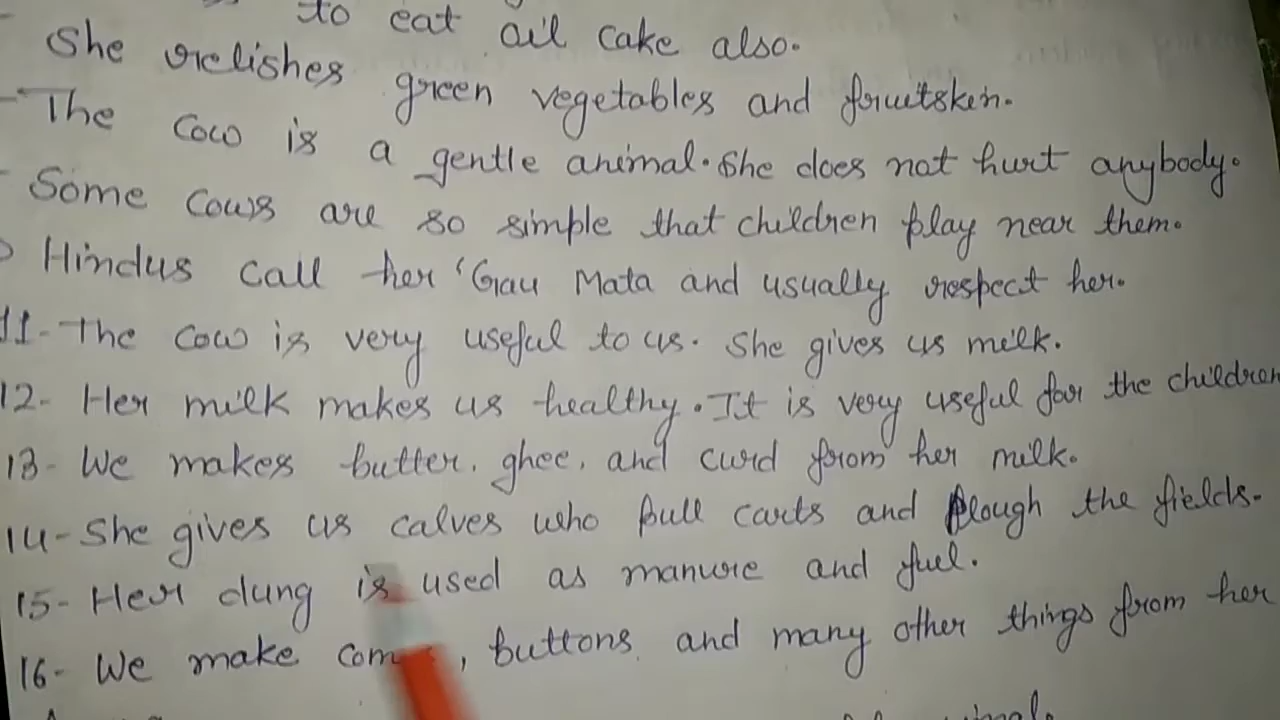 to eat ail cake also.
She relishes green vegetables and fruitsken.
- The cow is a gentle animal. She does not hurt anybody.
- Some cows are so simple that children play near them.
Hindus call her 'Gau Mata and usually respect her.
11- The cow is very useful to us. She gives us milk.
12- Her milk makes us healthy. It is very useful for the children
13- We makes butter, ghee, and curd from her milk.
14- She gives us calves who pull carts and plough the fields.
15- Her dung is used as manure and fuel.
16- We make , buttons, and many other things from her